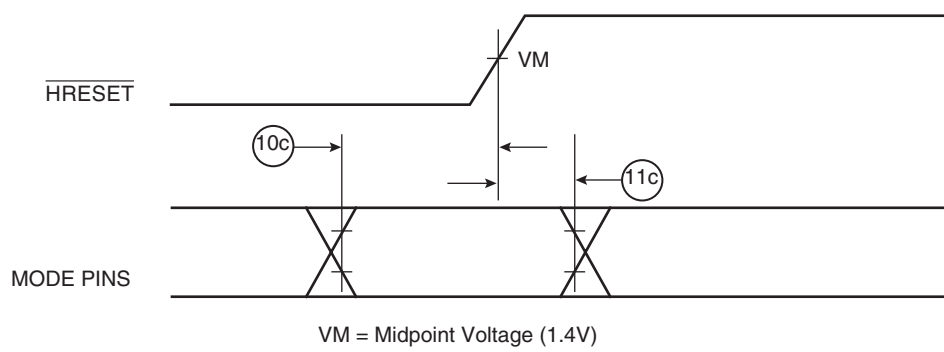 VM
HRESET
10c
11c
MODE PINS
VM = Midpoint Voltage (1.4V)